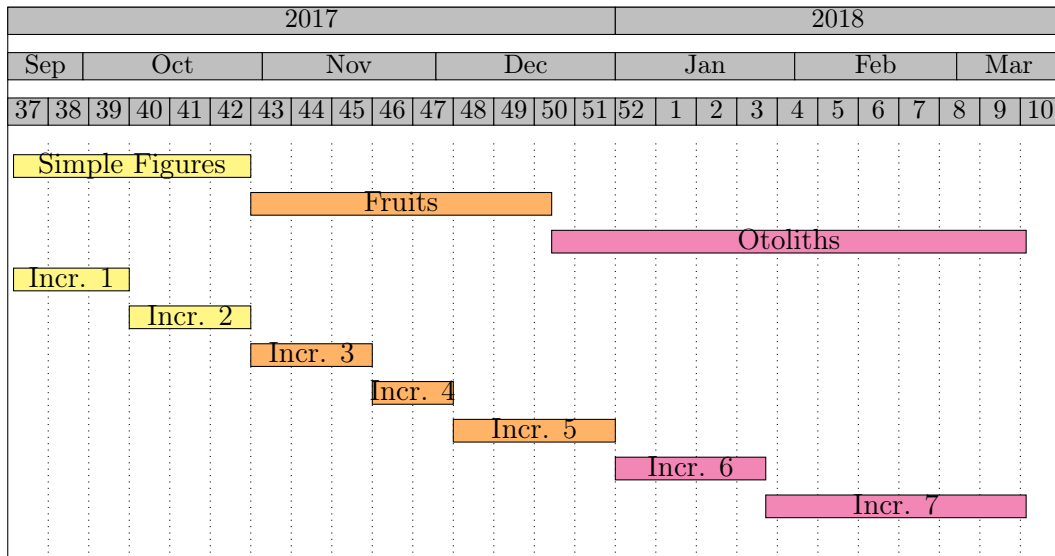 2017 2018
Sep Oct Nov Dec Jan Feb Mar
37 38 39 40 41 42 43 44 45 46 47 48 49 50 51 52 1 2 3 4 5 6 7 8 9 10
Simple Figures
Fruits
Otoliths
Incr. 1
Incr. 2
Incr. 3
Incr. 4
Incr. 5
Incr. 6
Incr. 7